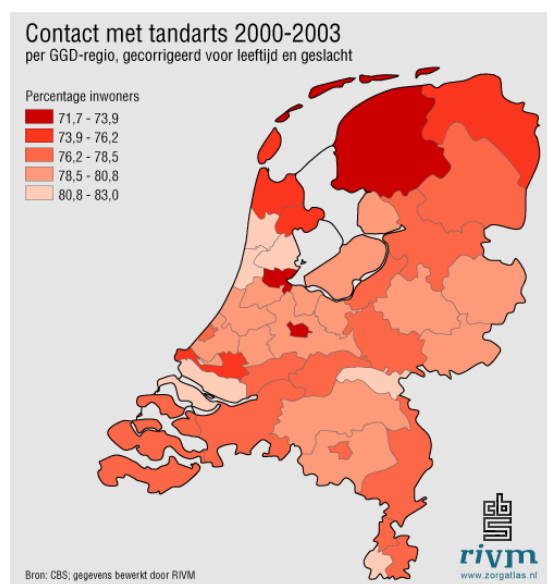 Contact met tandarts 2000-2003
per GGD-regio, gecorrigeerd voor leeftijd en geslacht
Percentage inwoners
71,7 - 73,9
73,9 - 76,2
76,2 - 78,5
78,5 - 80,8
80,8 - 83,0
Bron: CBS; gegevens bewerkt door RIVM
cbs
rivm
www.zorgatlas.nl